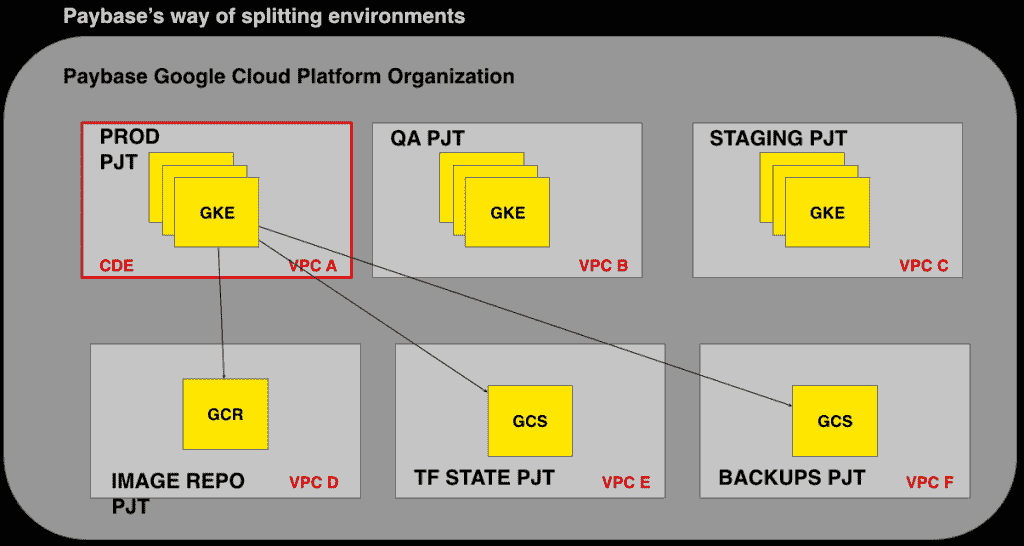 Paybase's way of splitting environments
Paybase Google Cloud Platform Organization
PROD
PJT
GKE
CDE
VPC A
QA PJT
GKE
VPC B
STAGING PJT
GKE
VPC C
GCR
IMAGE REPO
PJT
VPC D
GCS
TF STATE PJT
VPC E
GCS
BACKUPS PJT
VPC F